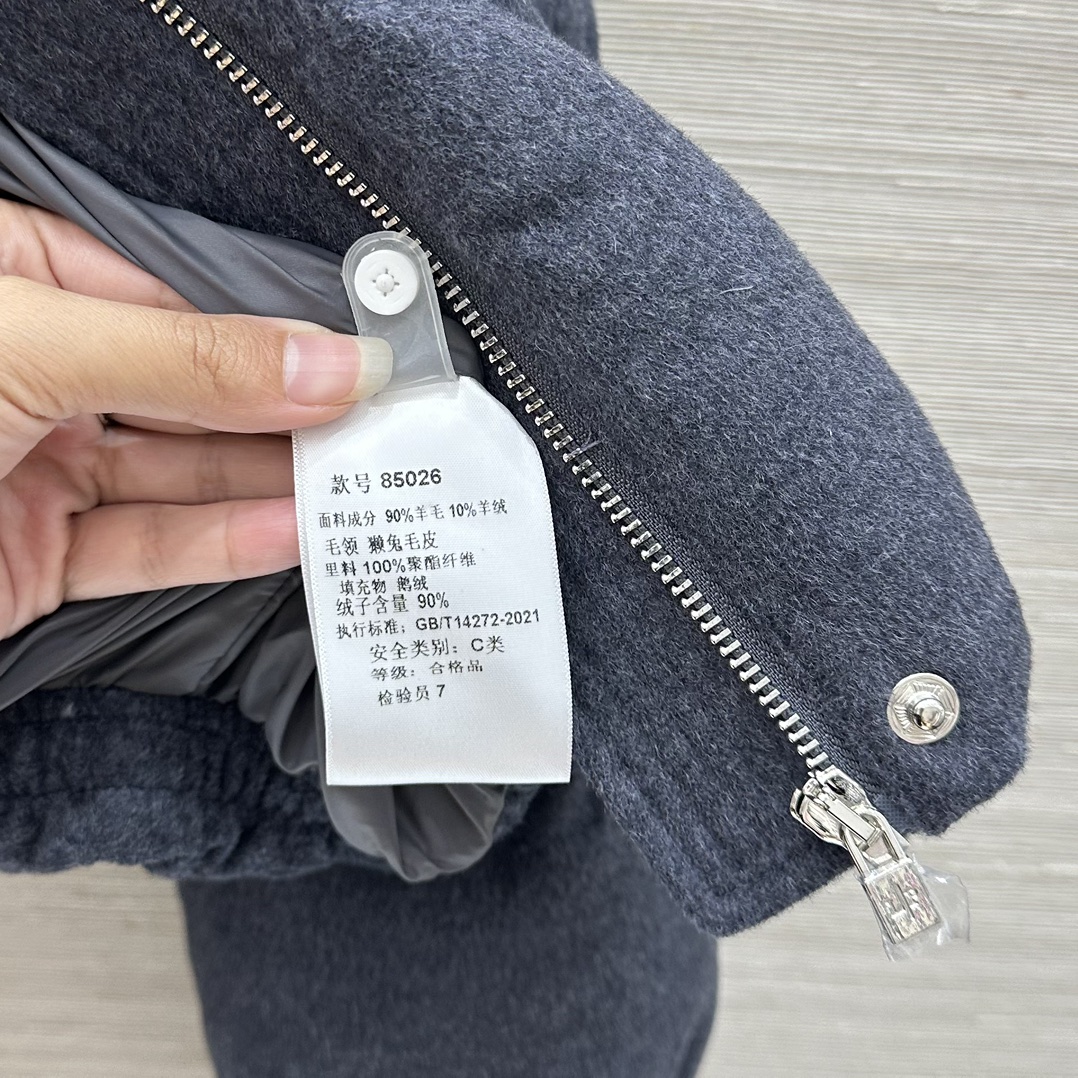 款号 85026
面料成分 90%羊毛 10%羊绒
毛领 獭兔毛皮
里料 100%聚酯纤维
填充物 鹅绒
绒子含量 90%
执行标准：GB/T14272-2021
安全类别：C类
等级：合格品
检验员 7